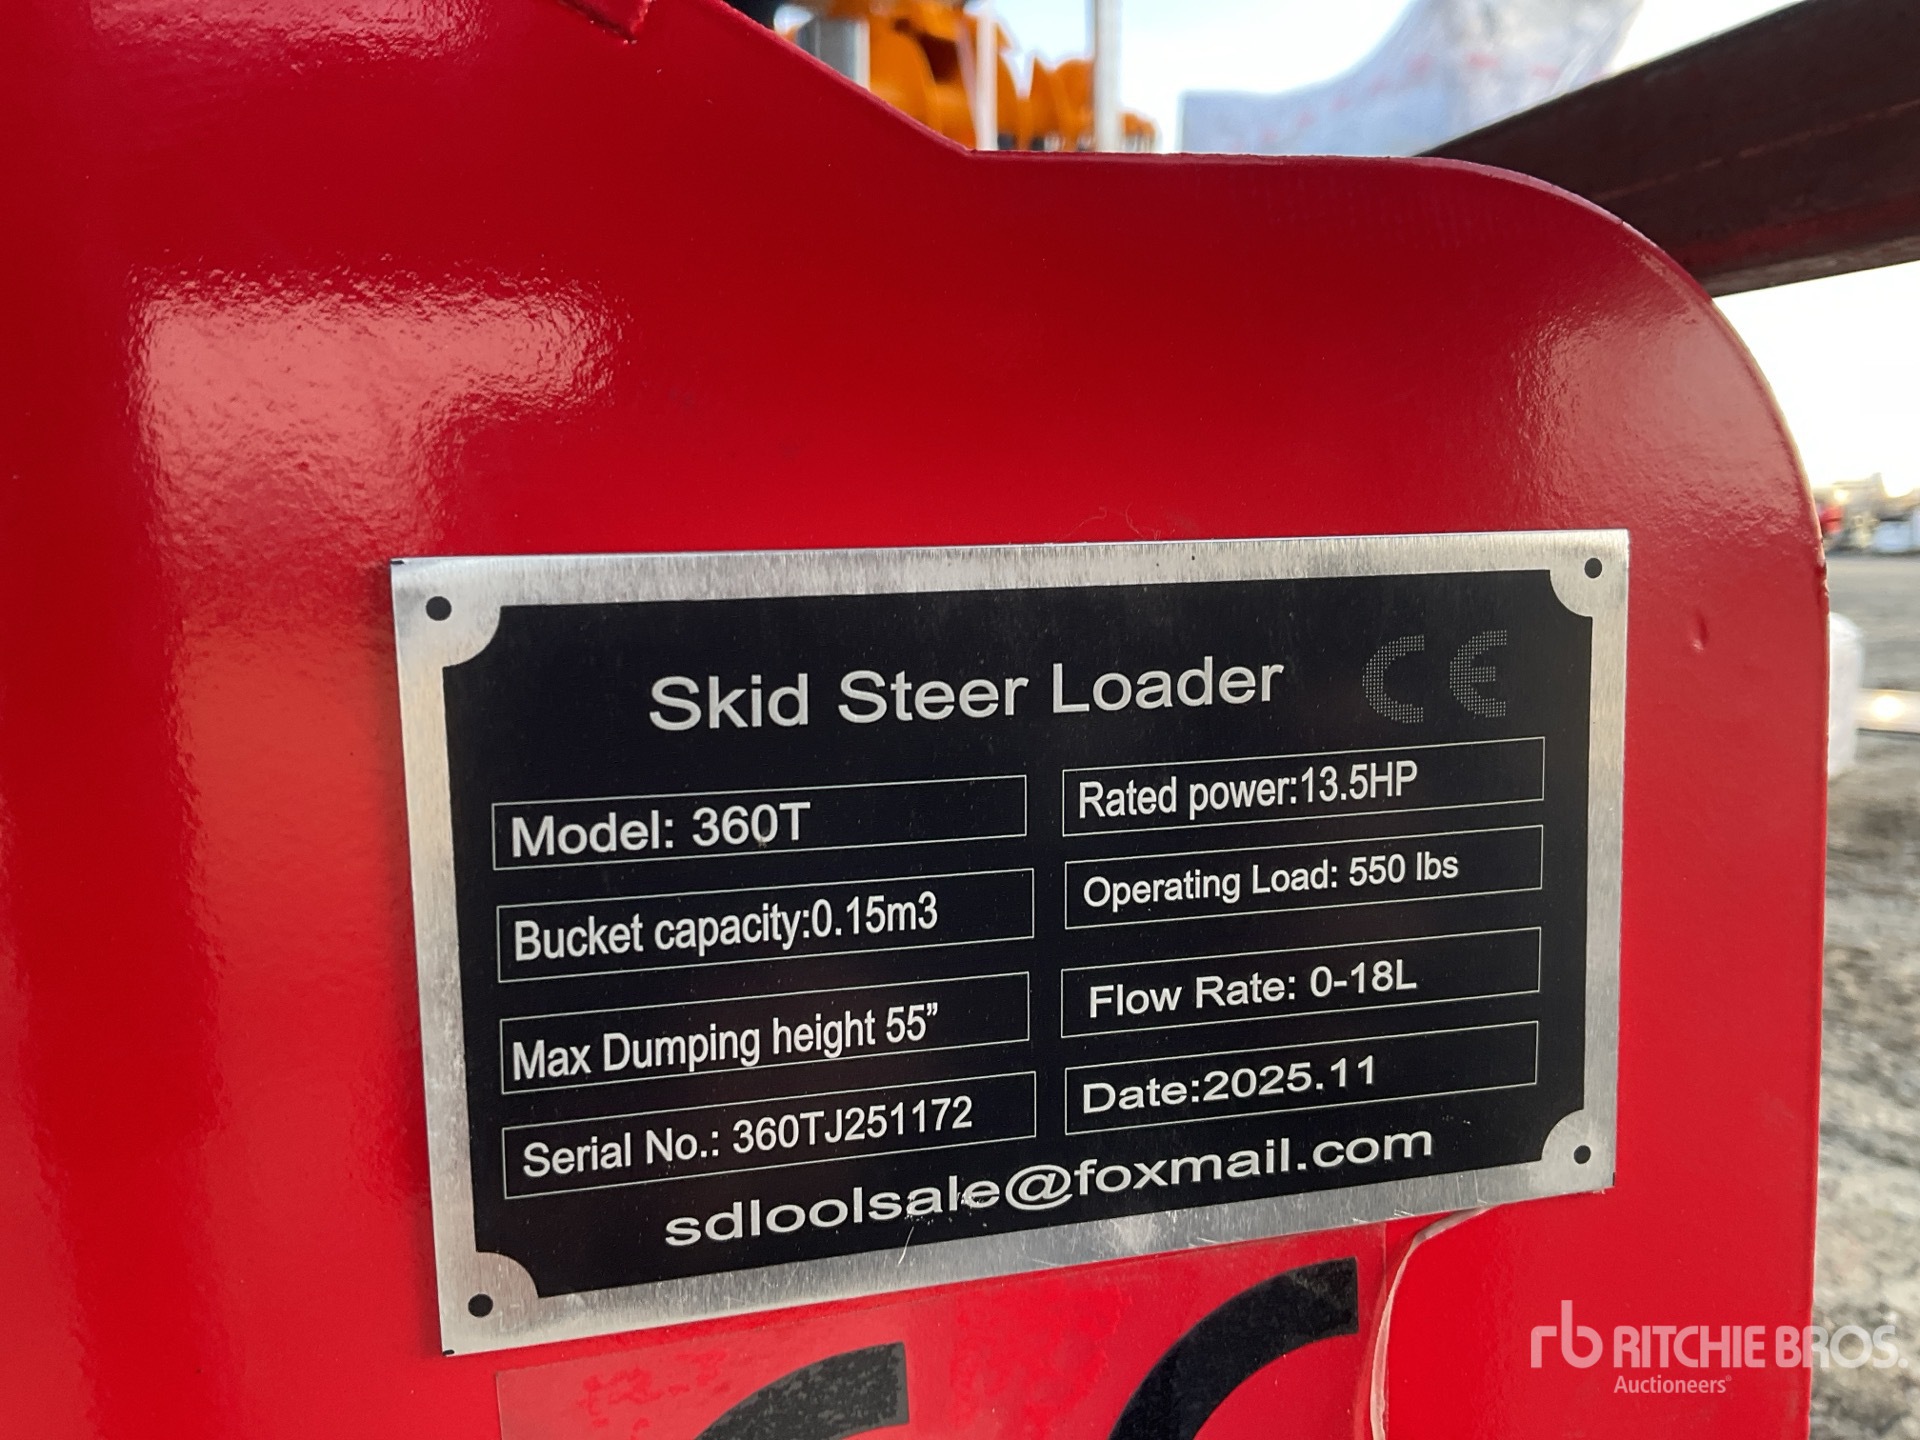 Skid Steer Loader CE
Model: 360T
Rated power:13.5HP
Bucket capacity:0.15m3
Operating Load: 550 lbs
Max Dumping height 55”
Flow Rate: 0-18L
Serial No.: 360TJ251172
Date:2025.11
sdloolsale@foxmail.com
rb RITCHIE BROS.
Auctioneers